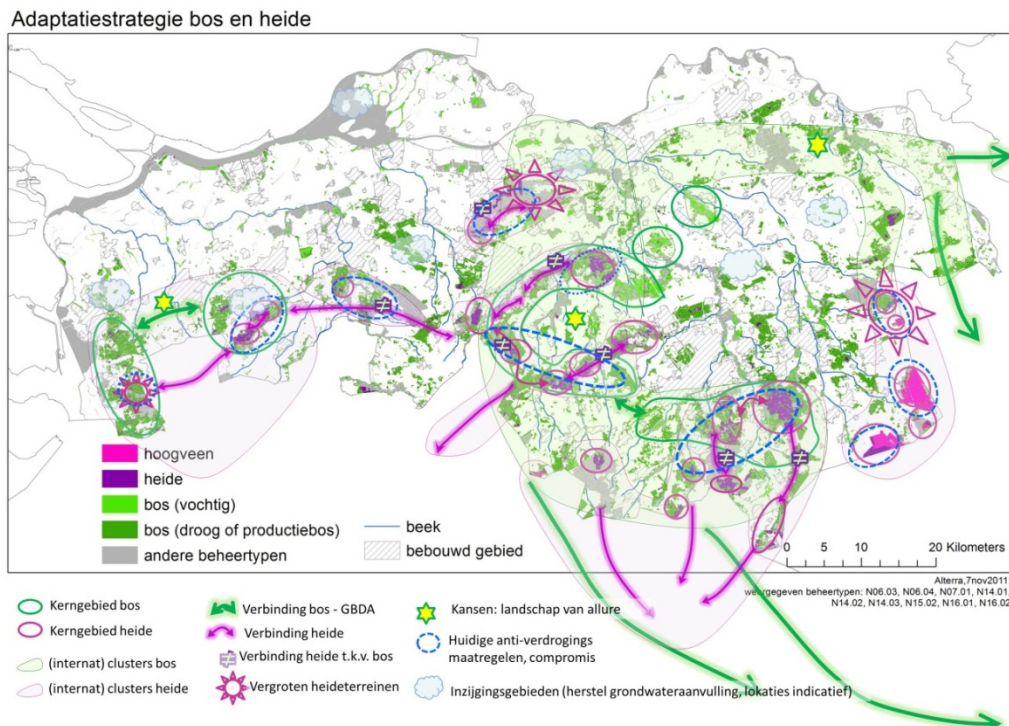 Adaptatiestrategie bos en heide
hoogveen
heide
bos (vochtig)
bos (droog of productiebos)
andere beheertypen
beek
bebouwd gebied
0 5 10 20 Kilometers
Alterra,7nov2011;
weergegeven beheertypen: N06.03, N06.04, N07.01, N14.01,
N14.02, N14.03, N15.02, N16.01, N16.02
Kerngebied bos
Kerngebied heide
(internat) clusters bos
(internat) clusters heide
Verbinding bos - GBDA
Verbinding heide
Verbinding heide t.k.v. bos
Vergroten heideterreinen
Kansen: landschap van allure
Huidige anti-verdrogings
maatregelen, compromis
Inzijgingsgebieden (herstel grondwateraanvulling, lokaties indicatief)